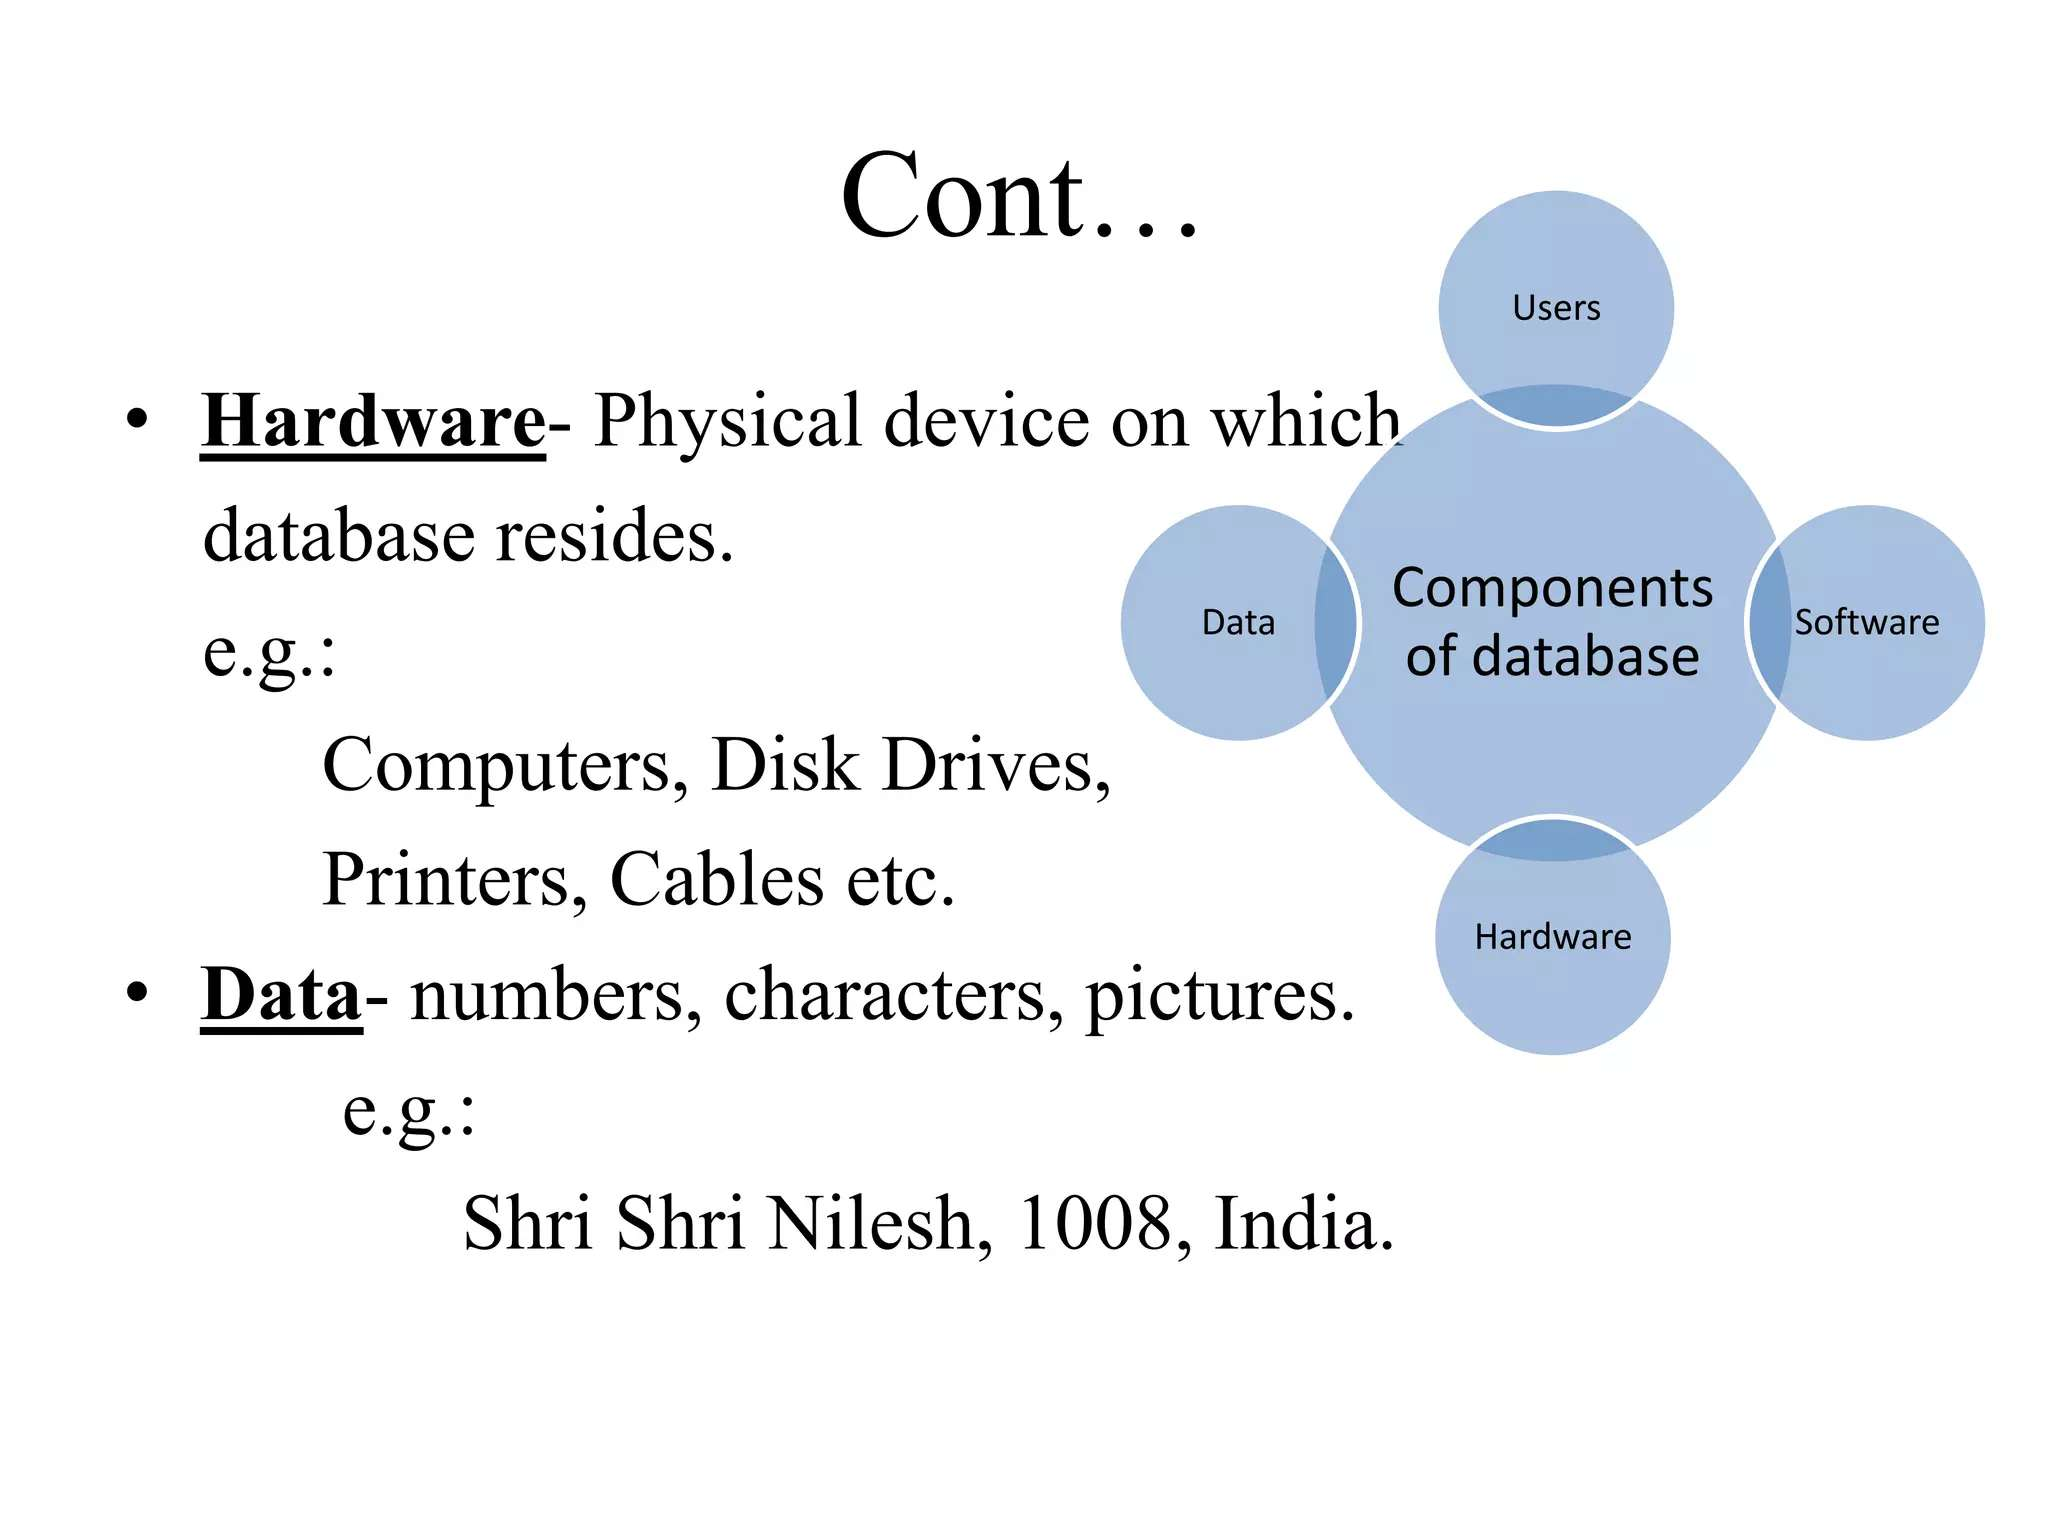 Cont…
• Hardware- Physical device on which
database resides.
e.g.:
Computers, Disk Drives,
Printers, Cables etc.
• Data- numbers, characters, pictures.
e.g.:
Shri Shri Nilesh, 1008, India.
Users
Data
Components
of database
Software
Hardware